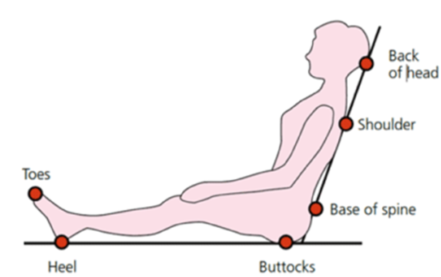 Back
of head
Shoulder
Toes
Base of spine
Heel
Buttocks